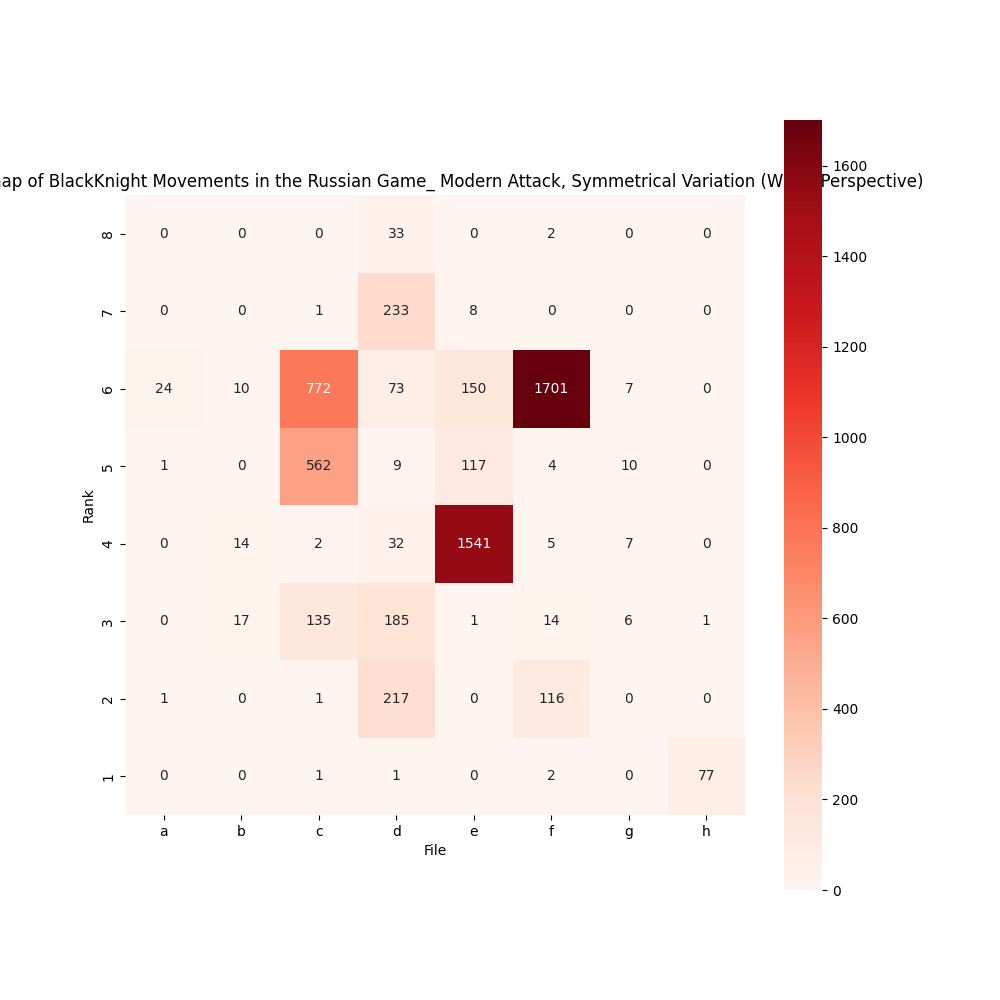 ap of BlackKnight Movements in the Russian Game_ Modern Attack, Symmetrical Variation (W Perspective)
1600
8 0 0 0 33 0 2 0 0
1400
7 0 0 1 233 8 0 0 0
1200
6 24 10 772 73 150 1701 7 0
1000
5 1 0 562 9 117 4 10 0
Rank
800
4 0 14 2 32 1541 5 7 0
600
3 0 17 135 185 1 14 6 1
400
2 1 0 1 217 0 116 0 0
200
1 0 0 1 1 0 2 0 77
a b c d e f g h
File
0